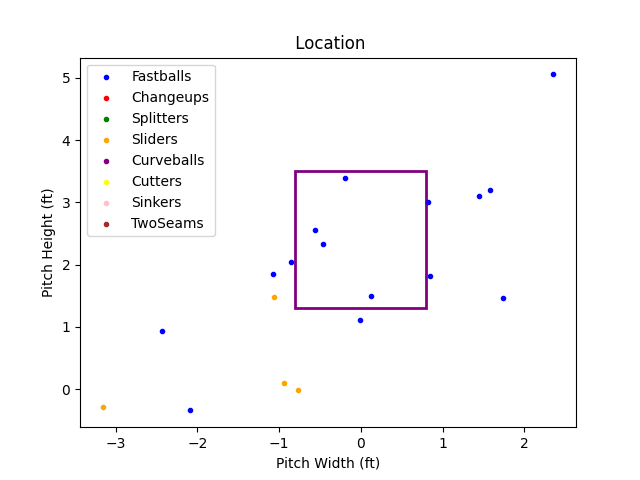 Location
Pitch Height (ft)
5
4
3
2
1
0
Fastballs
Changeups
Splitters
Sliders
Curveballs
Cutters
Sinkers
TwoSeams
−3 −2 −1 0 1 2
Pitch Width (ft)